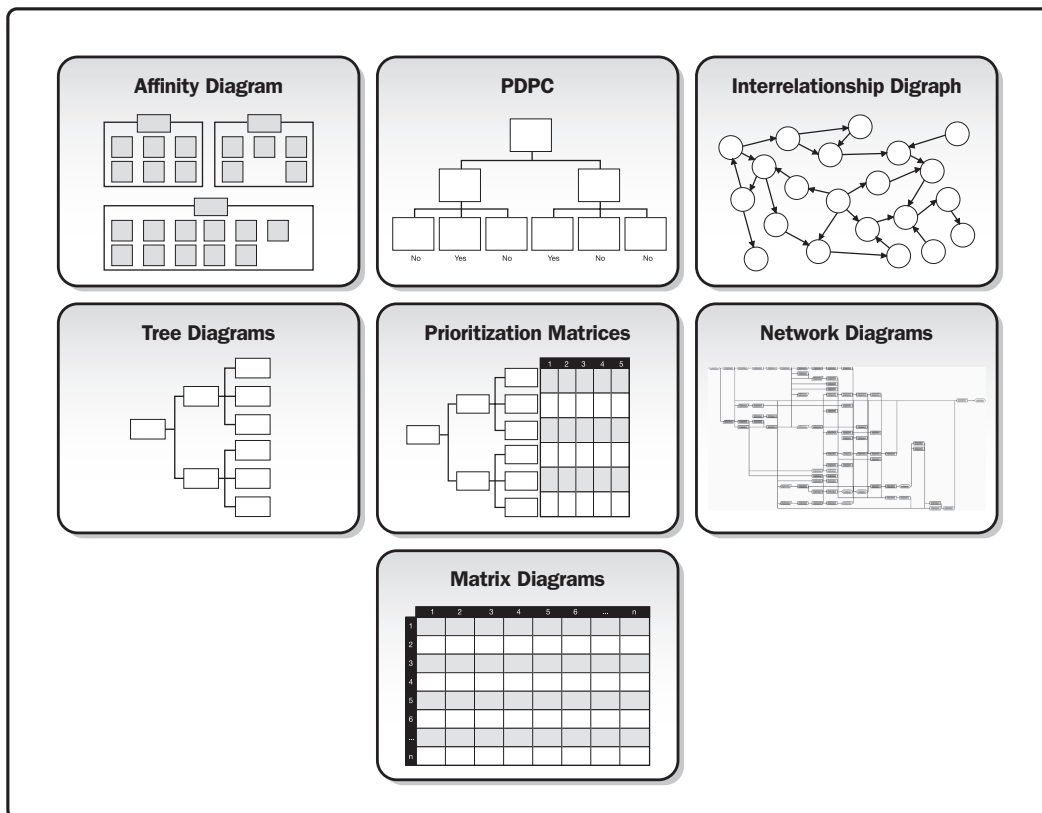 Affinity Diagram
PDPC
No Yes No Yes No No
Interrelationship Digraph
Tree Diagrams
Prioritization Matrices
1 2 3 4 5
Network Diagrams
Matrix Diagrams
1 2 3 4 5 6 ... n
1
2
3
4
5
6
...
n